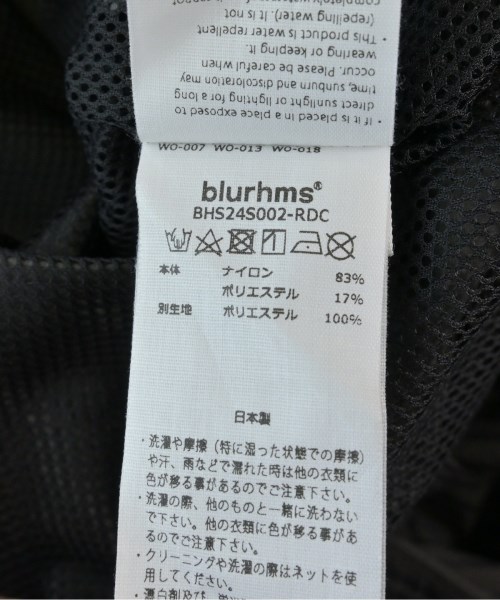 • If it is placed in a place exposed to
direct sunlight or lighting for a long
time, sunburn and discoloration may
occur. Please be careful when
wearing or keeping it.
• This product is water repellent
(repelling water). It is not
WO-007 WO-013 WO-018
blurhms®
BHS24S002-RDC
本体 ナイロン 83%
ポリエステル 17%
別生地 ポリエステル 100%
日本製
・洗濯や摩擦（特に湿った状態での摩擦）
や汗、雨などで濡れた時は他の衣類に
色が移る事があるのでご注意下さい。
・洗濯の際、他のものと一緒に洗わない
で下さい。他の衣類に色が移る事があ
るのでご注意下さい。
・クリーニングや洗濯の際はネットを使
用してください。
・漂白剤及び、